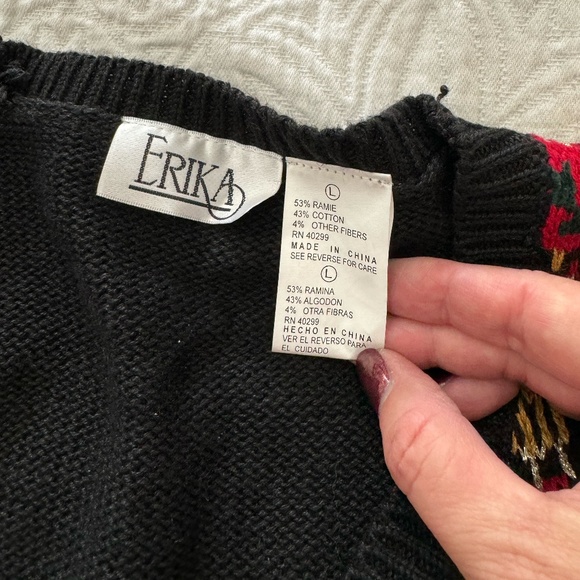 ERIKA
L
53% RAMIE
43% COTTON
4% OTHER FIBERS
RN 40299
MADE IN CHINA
SEE REVERSE FOR CARE
L
53% RAMINA
43% ALGODON
4% OTRA FIBRAS
RN 40299
HECHO EN CHINA
VER EL REVERSO PARA
EL CUIDADO